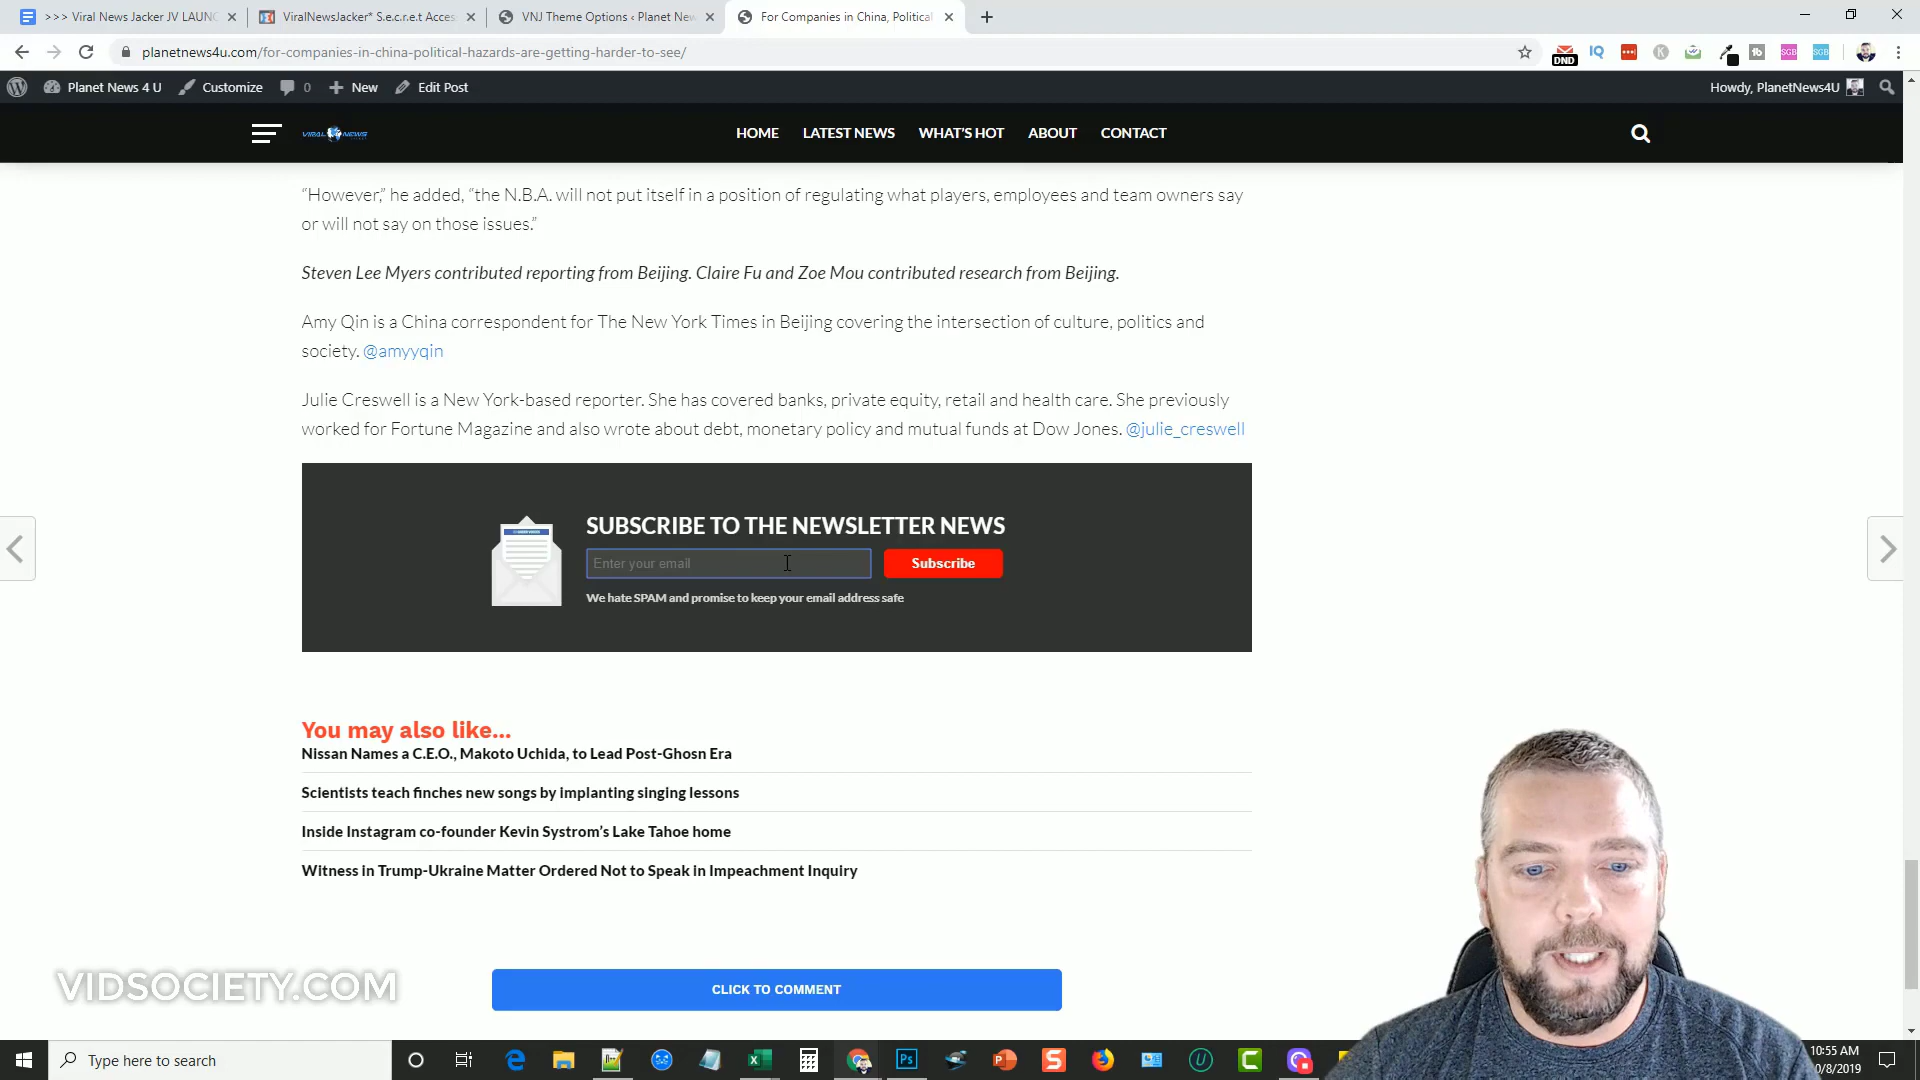 >>> Viral News Jacker JV LAUNC
ViralNewsJacker* S.e.c.r.e.t Acces
VNJ Theme Options ‹ Planet New
For Companies in China, Political
planetnews4u.com/for-companies-in-china-political-hazards-are-getting-harder-to-see/
DND
IQ
K
tb
SGB
SGB
Planet News 4 U
Customize
0
New
Edit Post
Howdy, PlanetNews4U
VIRAL NEWS
HOME
LATEST NEWS
WHAT'S HOT
ABOUT
CONTACT
“However,” he added, “the N.B.A. will not put itself in a position of regulating what players, employees and team owners say
or will not say on those issues.”
Steven Lee Myers contributed reporting from Beijing. Claire Fu and Zoe Mou contributed research from Beijing.
Amy Qin is a China correspondent for The New York Times in Beijing covering the intersection of culture, politics and
society. @amyyqin
Julie Creswell is a New York-based reporter. She has covered banks, private equity, retail and health care. She previously
worked for Fortune Magazine and also wrote about debt, monetary policy and mutual funds at Dow Jones. @julie_creswell
SUBSCRIBE TO THE NEWSLETTER NEWS
Enter your email
Subscribe
We hate SPAM and promise to keep your email address safe
You may also like...
Nissan Names a C.E.O., Makoto Uchida, to Lead Post-Ghosn Era
Scientists teach finches new songs by implanting singing lessons
Inside Instagram co-founder Kevin Systrom’s Lake Tahoe home
Witness in Trump-Ukraine Matter Ordered Not to Speak in Impeachment Inquiry
VIDSOCIETY.COM
CLICK TO COMMENT
Type here to search
Ps
10:55 AM
0/8/2019